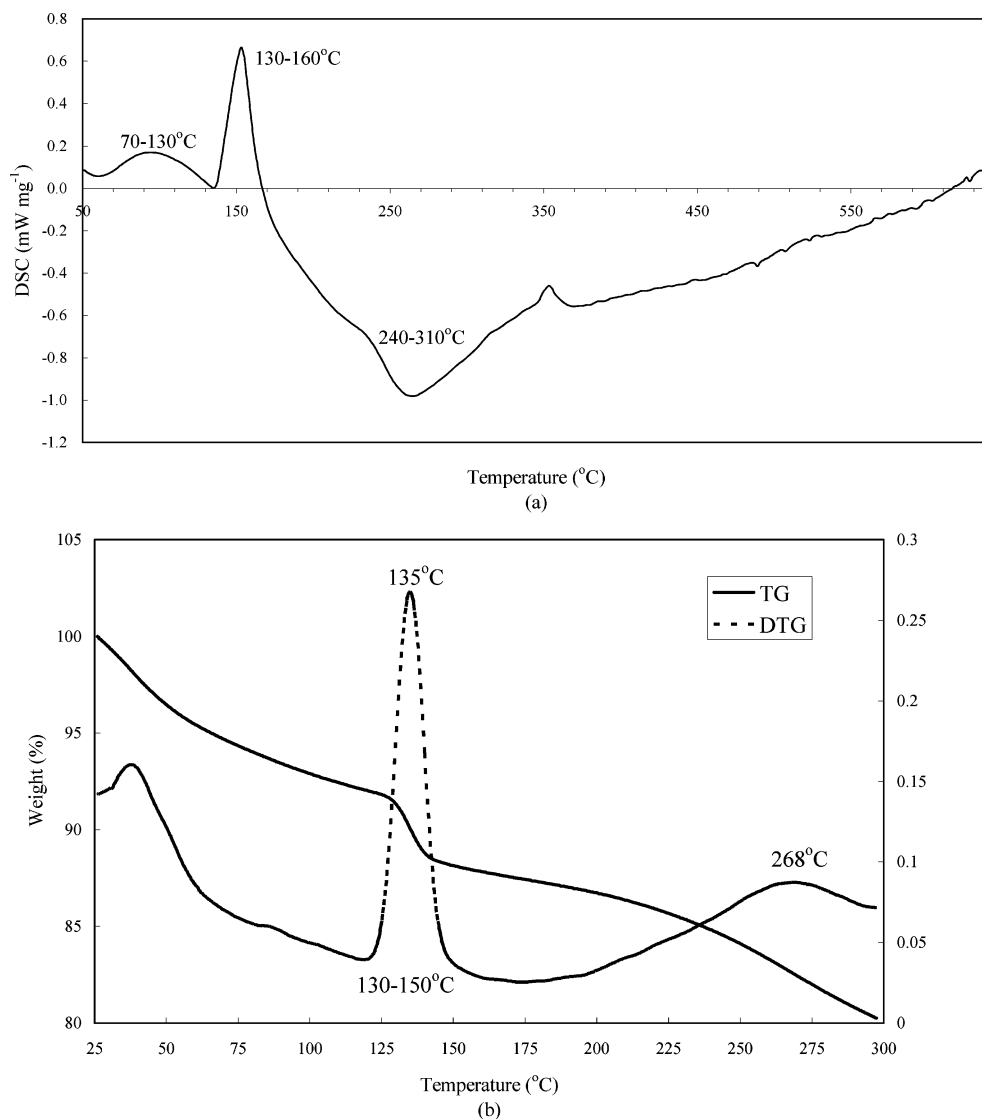 0.8
0.6
0.4
0.2
0.0
-0.2
-0.4
-0.6
-0.8
-1.0
-1.2
DSC (mW mg⁻¹)
130-160°C
70-130°C
50 150 250 350 450 550
240-310°C
Temperature (°C)
(a)
105
100
95
90
85
80
Weight (%)
135°C
TG
DTG
268°C
130-150°C
0.3
0.25
0.2
0.15
0.1
0.05
0
25 50 75 100 125 150 175 200 225 250 275 300
Temperature (°C)
(b)